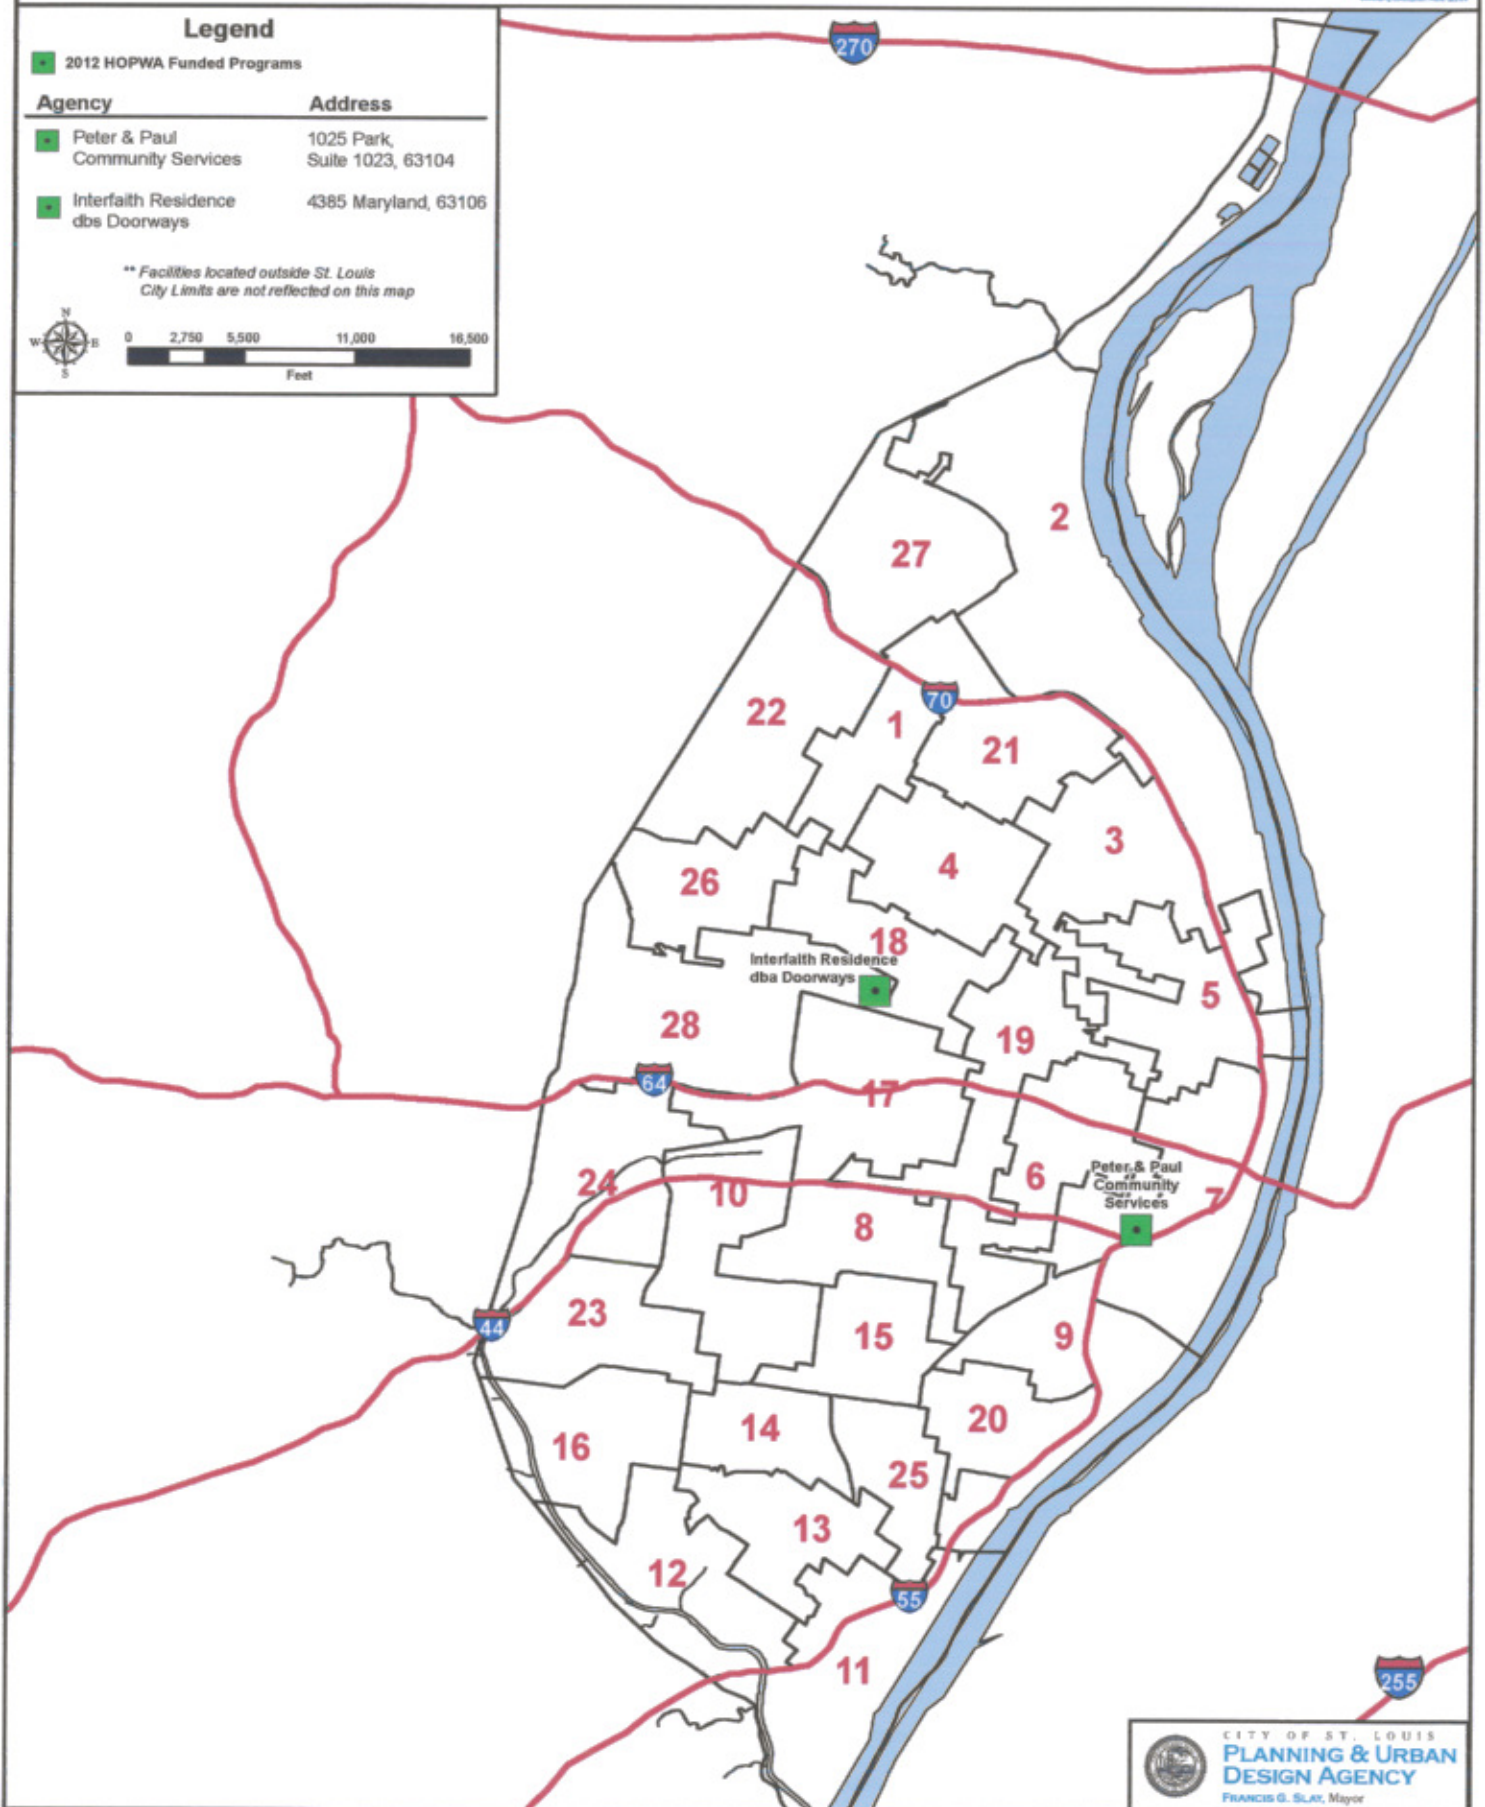 Legend
2012 HOPWA Funded Programs
Agency Address
Peter & Paul 1025 Park,
Community Services Suite 1023, 63104
Interfaith Residence 4385 Maryland, 63106
dbs Doorways
** Facilities located outside St. Louis
City Limits are not reflected on this map
N
W E
S
0 2,750 5,500 11,000 16,500
Feet
270
2
27
70
22
1
21
3
4
26
18
Interfaith Residence
dba Doorways
5
28
19
64
17
24
10
6
Peter & Paul
Community
Services
7
8
23
44
15
9
14
20
16
25
13
12
55
11
255
CITY OF ST. LOUIS
PLANNING & URBAN
DESIGN AGENCY
FRANCIS G. SLAY, Mayor